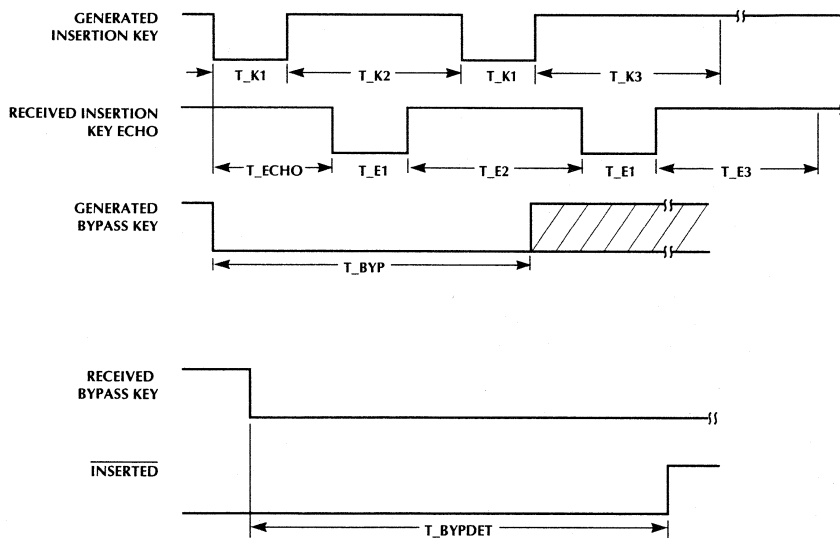 GENERATED
INSERTION KEY
T_K1 T_K2 T_K1 T_K3
RECEIVED INSERTION
KEY ECHO
T_ECHO T_E1 T_E2 T_E1 T_E3
GENERATED
BYPASS KEY
T_BYP
RECEIVED
BYPASS KEY
INSERTED
T_BYPDET